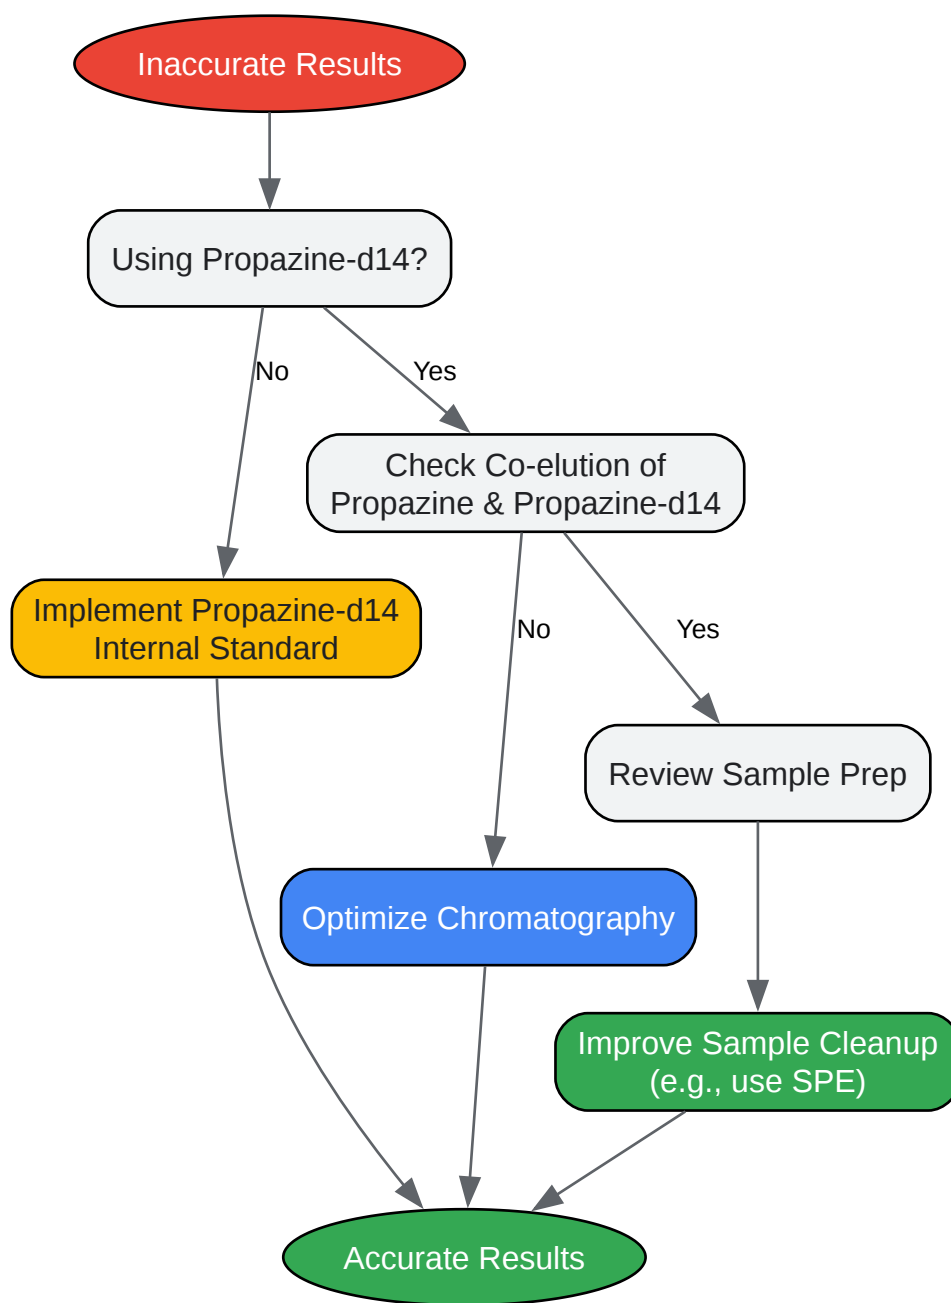 Inaccurate Results
Using Propazine-d14?
No
Yes
Check Co-elution of
Propazine & Propazine-d14
Implement Propazine-d14
Internal Standard
No
Yes
Review Sample Prep
Optimize Chromatography
Improve Sample Cleanup
(e.g., use SPE)
Accurate Results